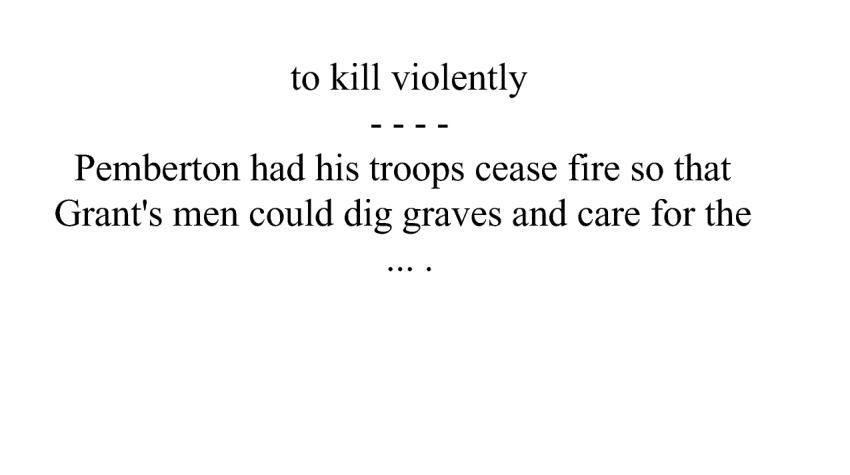 to kill violently
- - - -
Pemberton had his troops cease fire so that
Grant's men could dig graves and care for the
... .